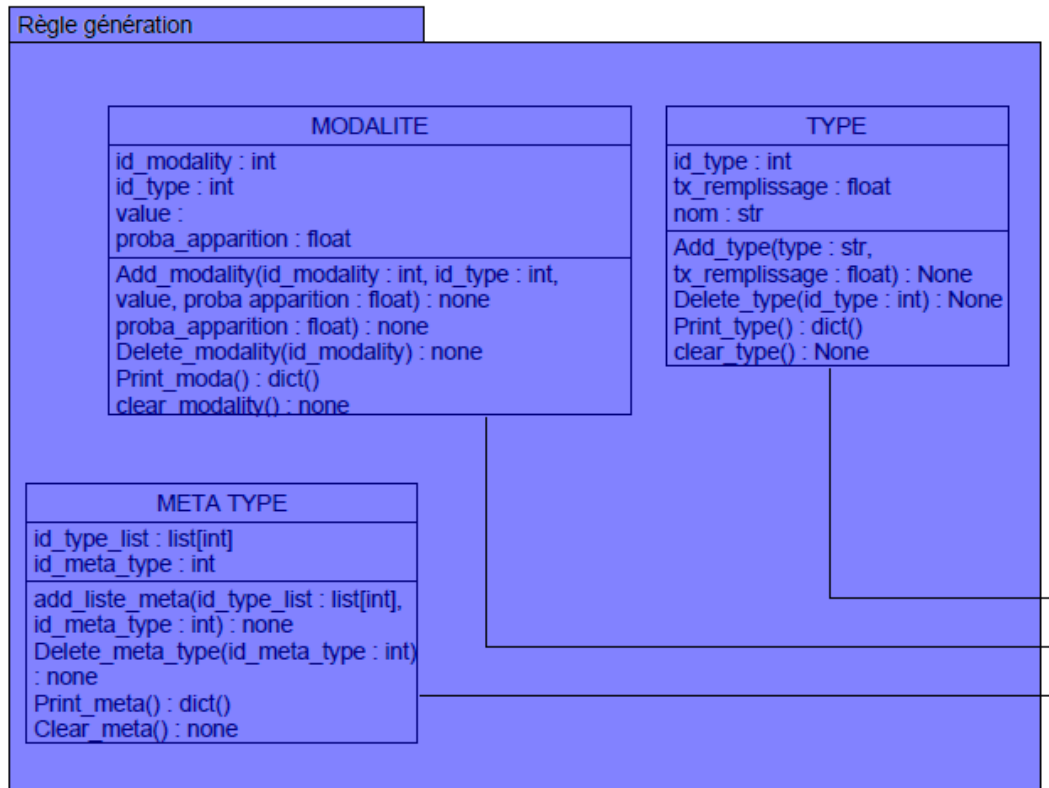 Règle génération
MODALITE
id_modality : int
id_type : int
value :
proba_apparition : float
Add_modality(id_modality : int, id_type : int,
value, proba apparition : float) : none
proba_apparition : float) : none
Delete_modality(id_modality) : none
Print_moda() : dict()
clear_modality() : none
TYPE
id_type : int
tx_remplissage : float
nom : str
Add_type(type : str,
tx_remplissage : float) : None
Delete_type(id_type : int) : None
Print_type() : dict()
clear_type() : None
META TYPE
id_type_list : list[int]
id_meta_type : int
add_liste_meta(id_type_list : list[int],
id_meta_type : int) : none
Delete_meta_type(id_meta_type : int)
: none
Print_meta() : dict()
Clear_meta() : none